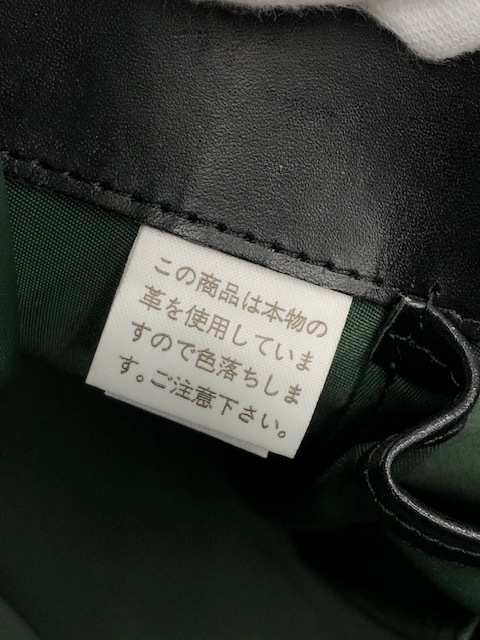 この商品は本物の
革を使用していま
すので色落ちしま
す。ご注意下さい。